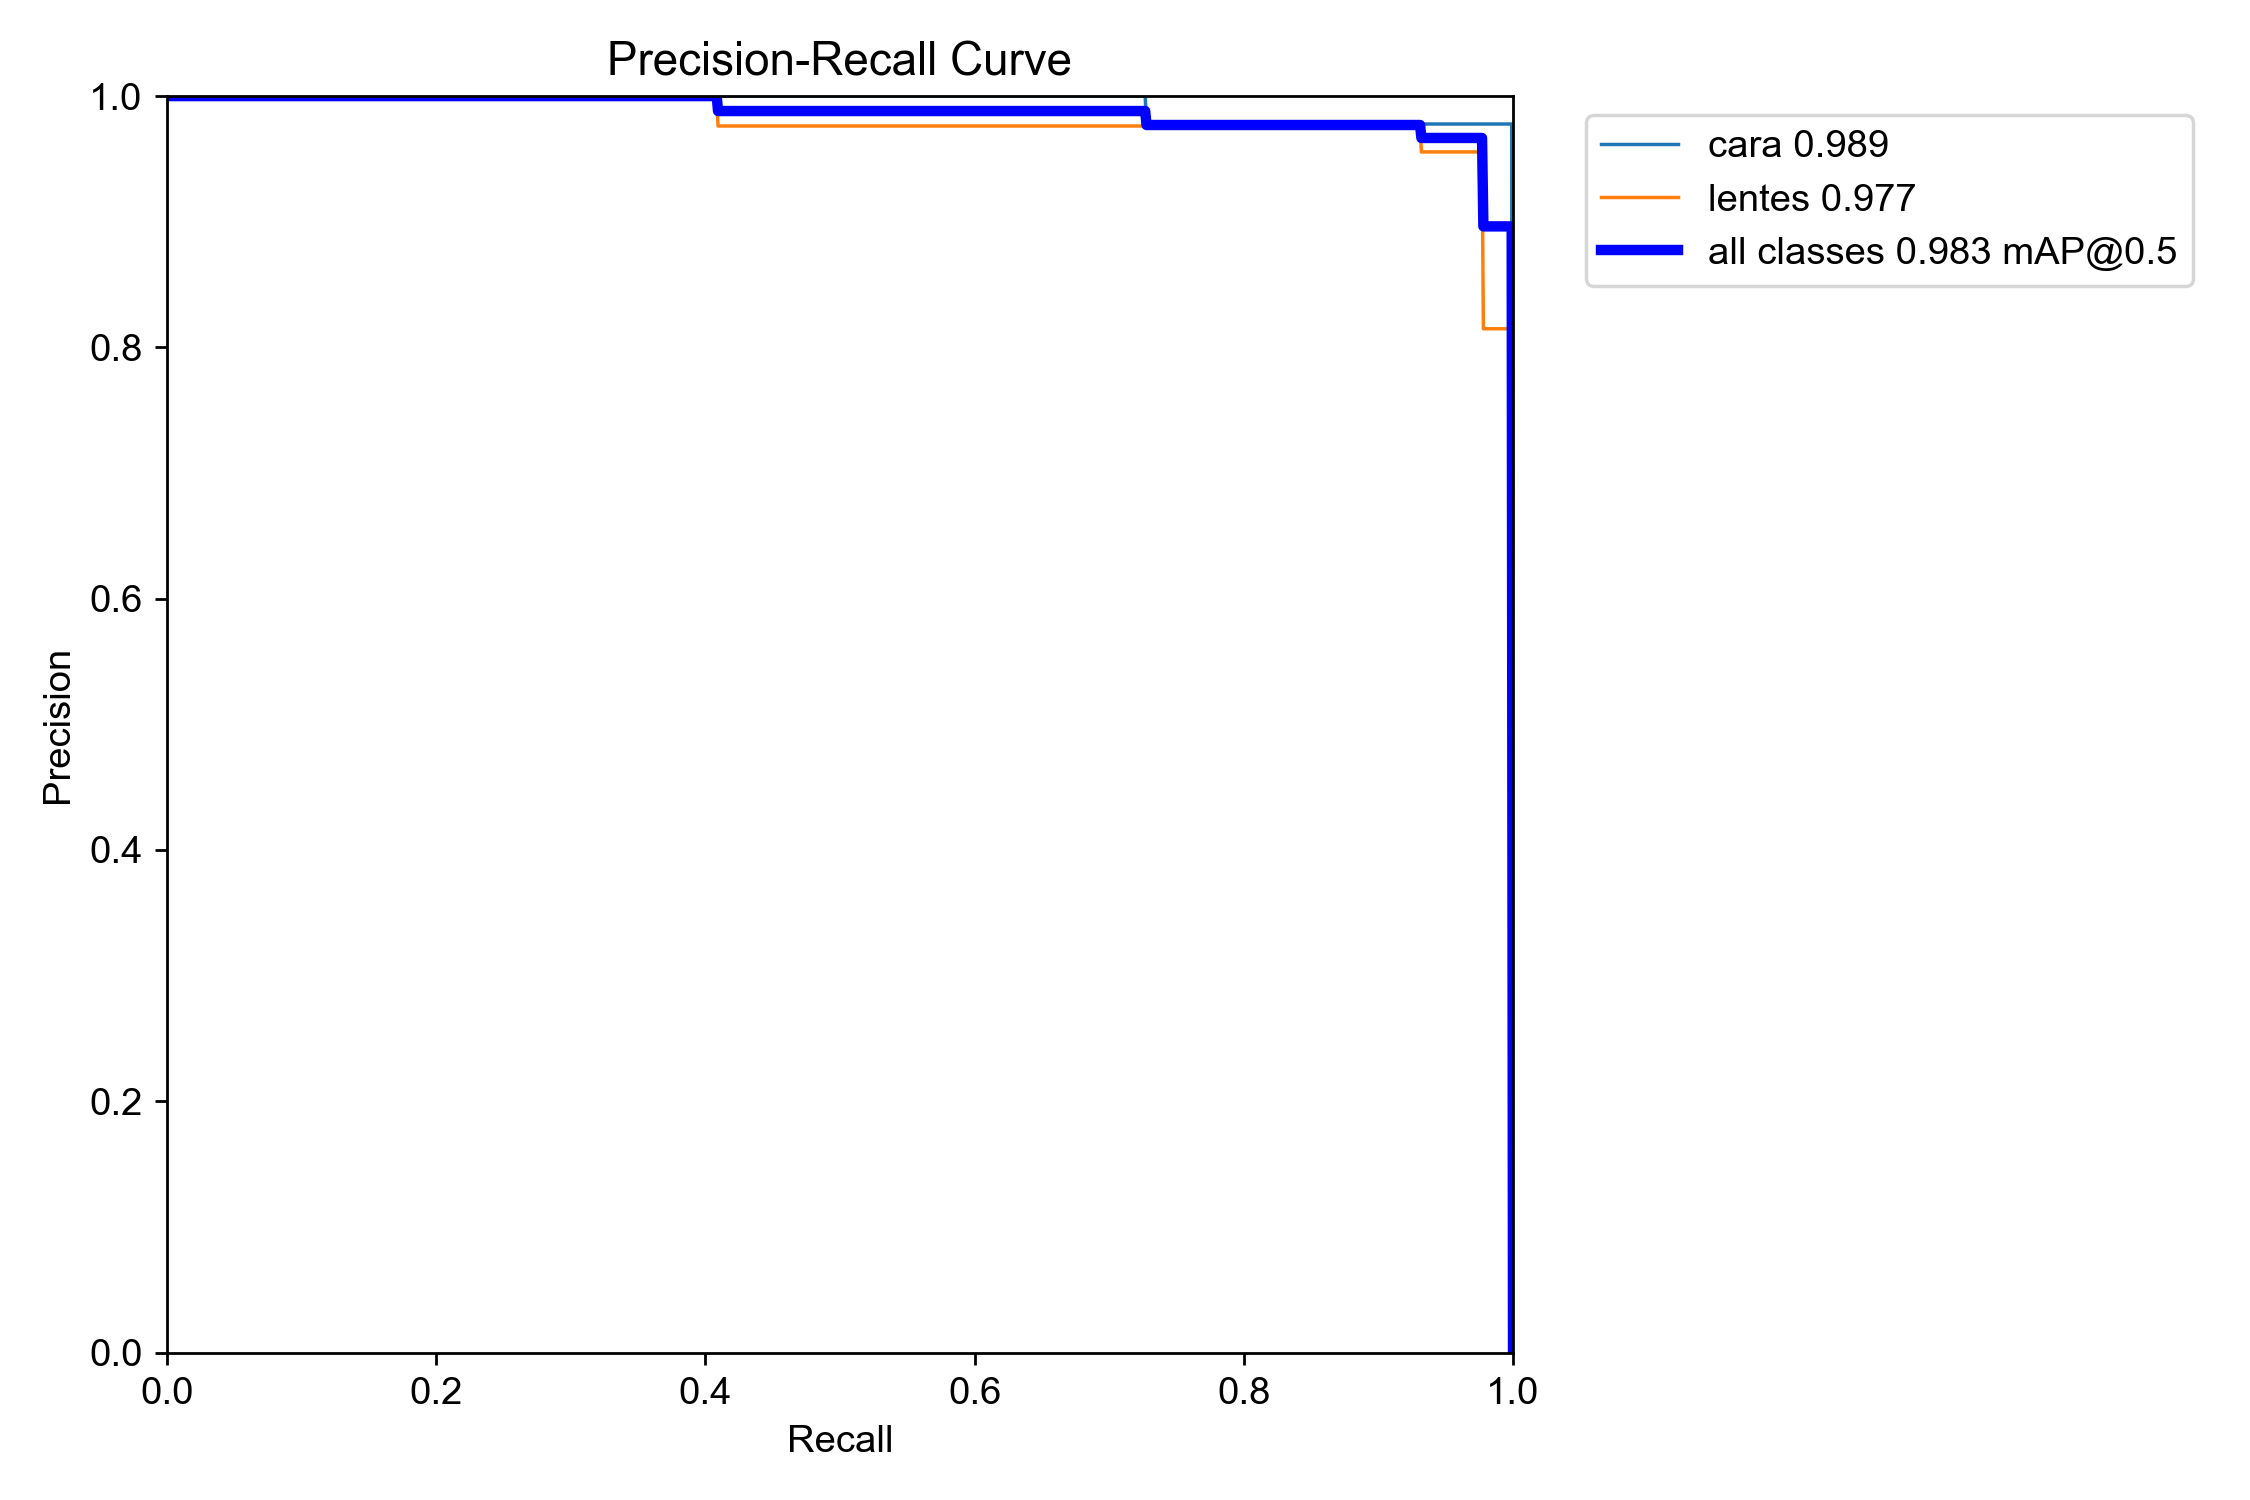 Precision-Recall Curve
1.0
0.8
0.6
0.4
0.2
0.0
Precision
0.0 0.2 0.4 0.6 0.8 1.0
Recall
cara 0.989
lentes 0.977
all classes 0.983 mAP@0.5